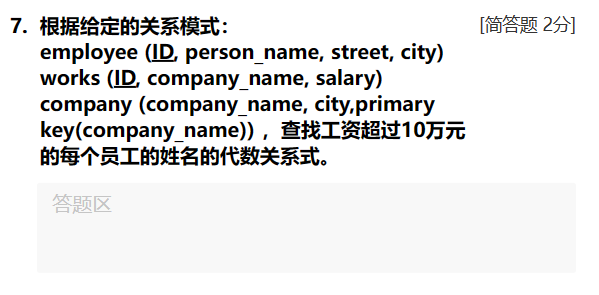 7. 根据给定的关系模式： [简答题 2分]
employee (ID, person_name, street, city)
works (ID, company_name, salary)
company (company_name, city,primary
key(company_name)) ，查找工资超过10万元
的每个员工的姓名的代数关系式。
答题区